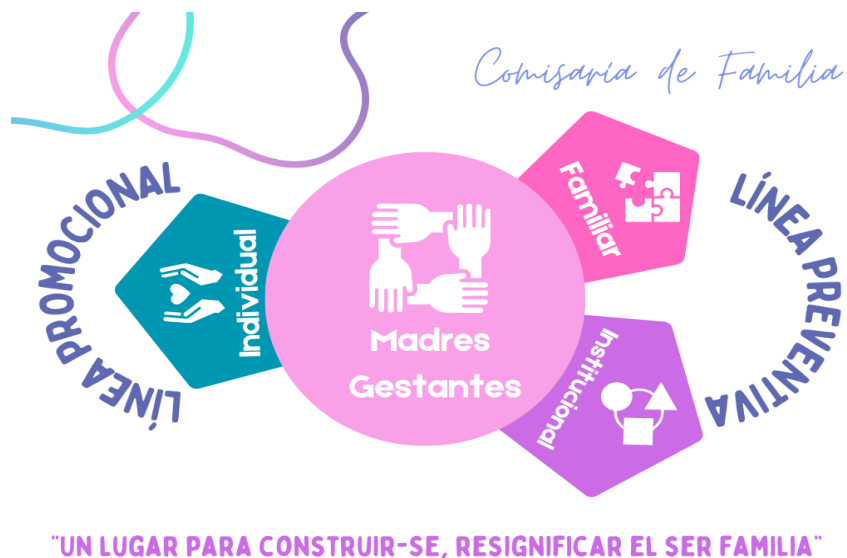 Comisaría de Familia
LÍNEA PROMOCIONAL
Individual
Madres
Gestantes
Familiar
Institucional
LÍNEA PREVENTIVA
"UN LUGAR PARA CONSTRUIR-SE, RESIGNIFICAR EL SER FAMILIA"